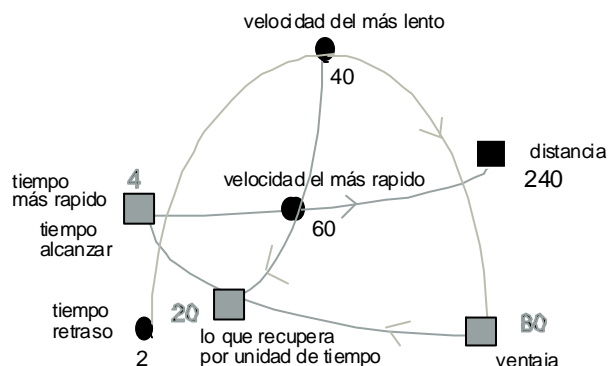 velocidad del más lento
40
distancia
240
4
tiempo
más rapido
velocidad el más rapido
60
tiempo
alcanzar
tiempo
retraso
2
20
lo que recupera
por unidad de tiempo
80
ventaja